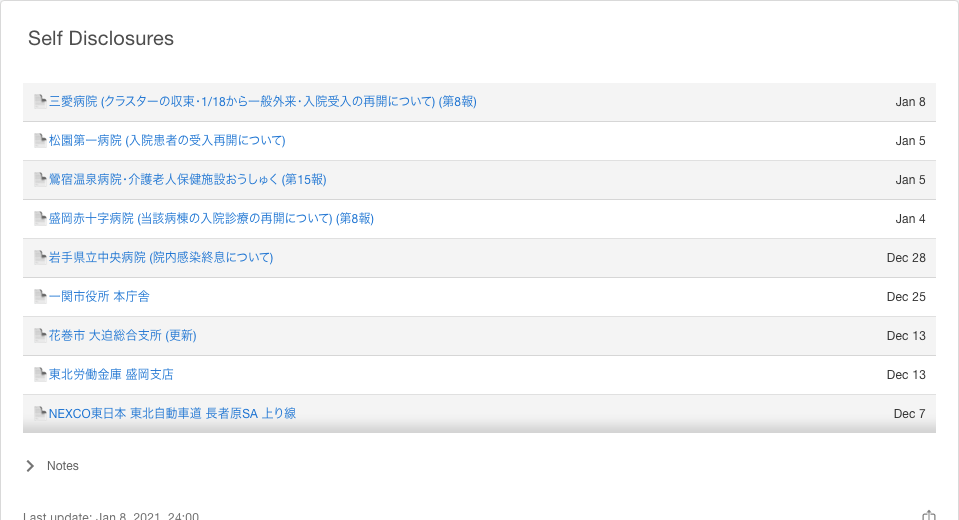 Self Disclosures
三愛病院 (クラスターの収束･1/18から一般外来･入院受入の再開について) (第8報) Jan 8
松園第一病院 (入院患者の受入再開について) Jan 5
鶯宿温泉病院･介護老人保健施設おうしゅく (第15報) Jan 5
盛岡赤十字病院 (当該病棟の入院診療の再開について) (第8報) Jan 4
岩手県立中央病院 (院内感染終息について) Dec 28
一関市役所 本庁舎 Dec 25
花巻市 大迫総合支所 (更新) Dec 13
東北労働金庫 盛岡支店 Dec 13
NEXCO東日本 東北自動車道 長者原SA 上り線 Dec 7
Notes
Last update: Jan 8, 2021, 24:00